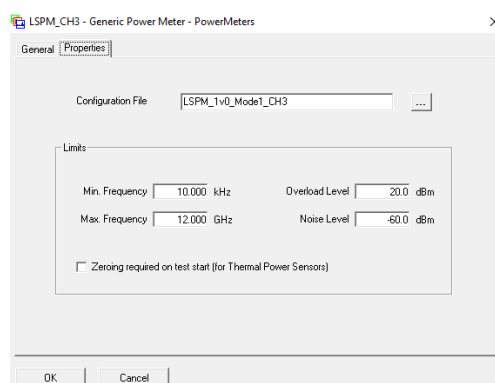 LSPM_CH3 - Generic Power Meter - PowerMeters
General Properties
Configuration File LSPM_1v0_Mode1_CH3 ...
Limits
Min. Frequency 10.000 kHz Overload Level 20.0 dBm
Max. Frequency 12.000 GHz Noise Level -60.0 dBm
Zeroing required on test start (for Thermal Power Sensors)
OK Cancel